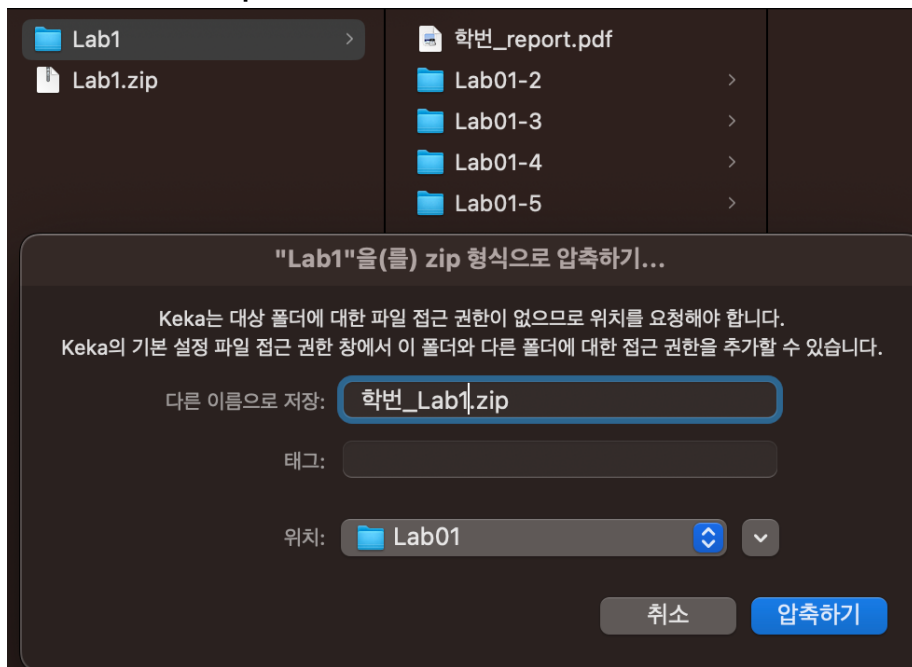 Lab1
Lab1.zip
학번_report.pdf
Lab01-2
Lab01-3
Lab01-4
Lab01-5
"Lab1"을(를) zip 형식으로 압축하기...
Keka는 대상 폴더에 대한 파일 접근 권한이 없으므로 위치를 요청해야 합니다.
Keka의 기본 설정 파일 접근 권한 창에서 이 폴더와 다른 폴더에 대한 접근 권한을 추가할 수 있습니다.
다른 이름으로 저장: 학번_Lab1.zip
태그:
위치: Lab01
취소 압축하기